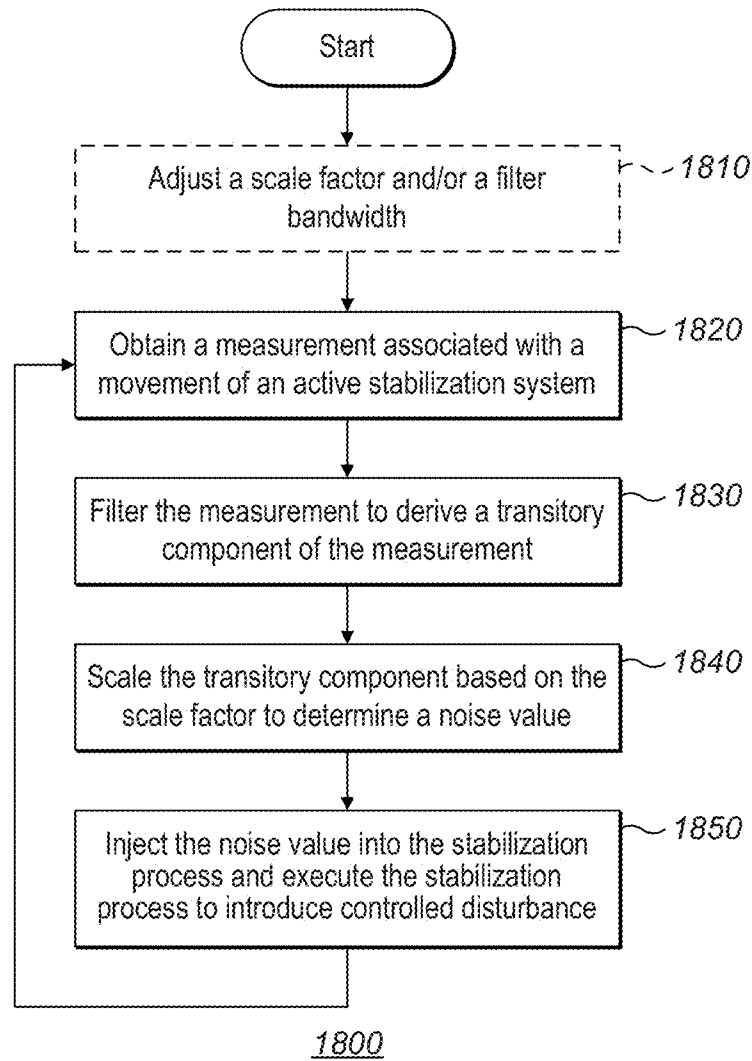 Start
Adjust a scale factor and/or a filter
bandwidth
1810
Obtain a measurement associated with a
movement of an active stabilization system
1820
Filter the measurement to derive a transitory
component of the measurement
1830
Scale the transitory component based on the
scale factor to determine a noise value
1840
Inject the noise value into the stabilization
process and execute the stabilization
process to introduce controlled disturbance
1850
1800